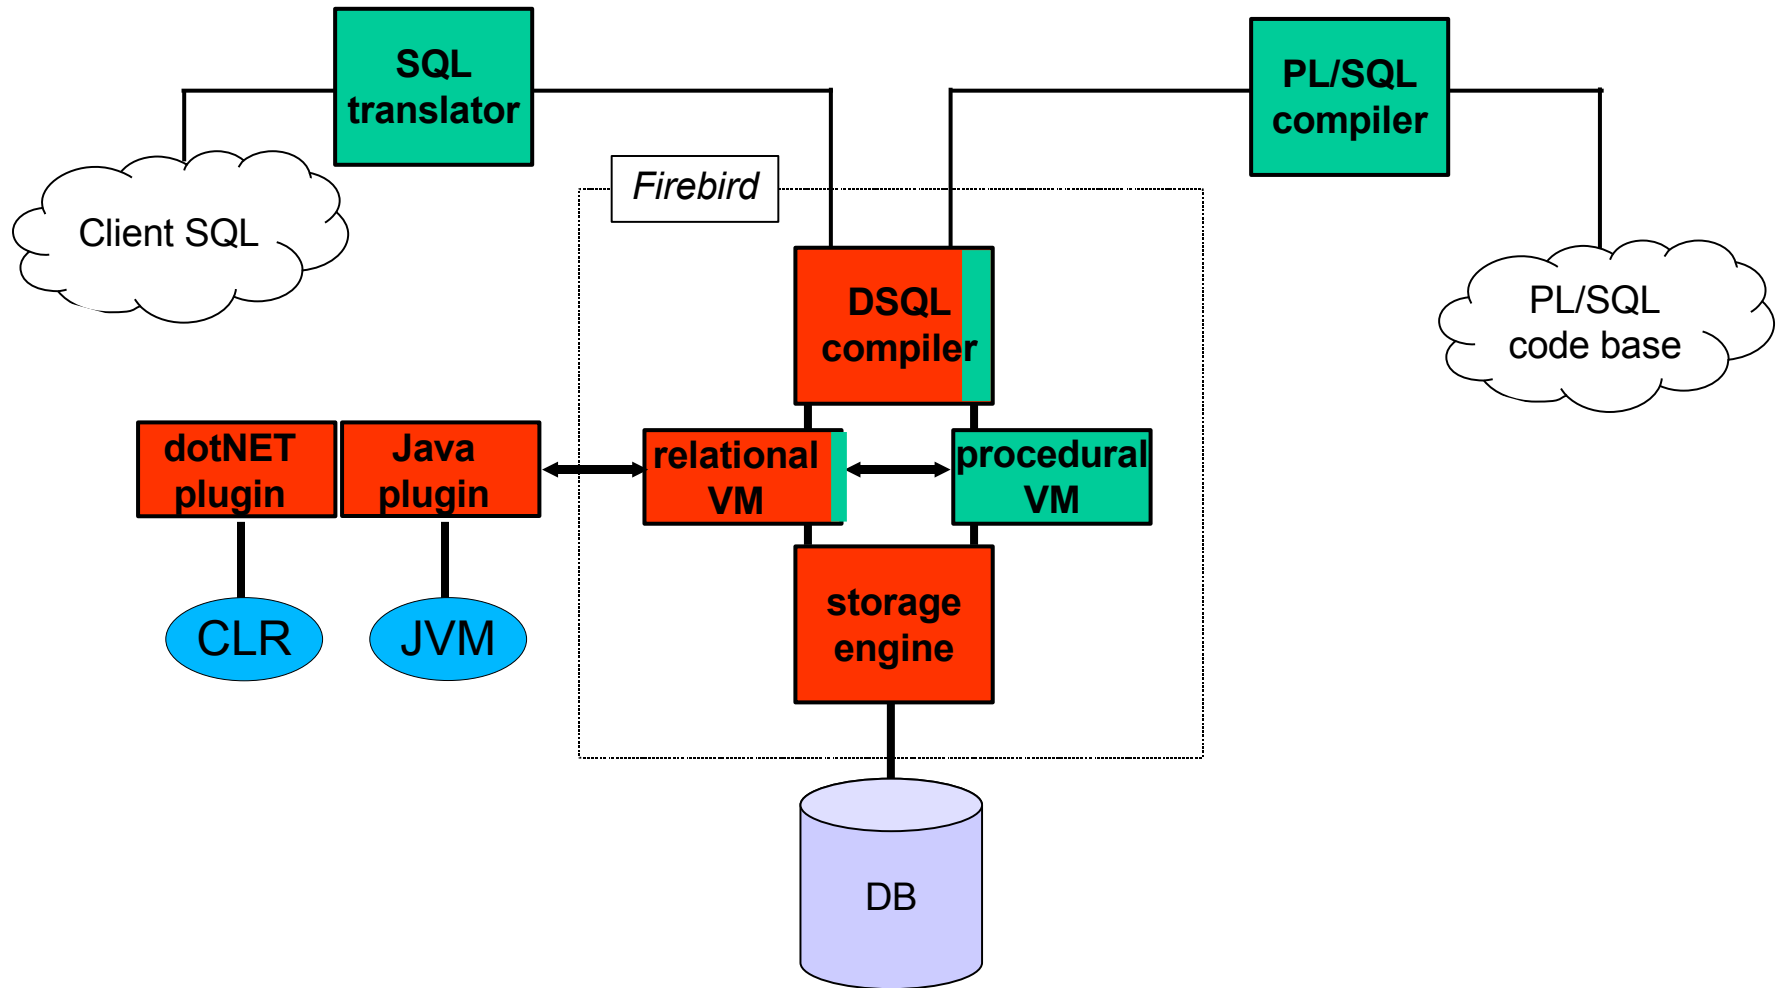 SQL
translator
PL/SQL
compiler
Firebird
Client SQL
DSQL
compiler
PL/SQL
code base
dotNET
plugin
Java
plugin
relational
VM
procedural
VM
storage
engine
CLR
JVM
DB